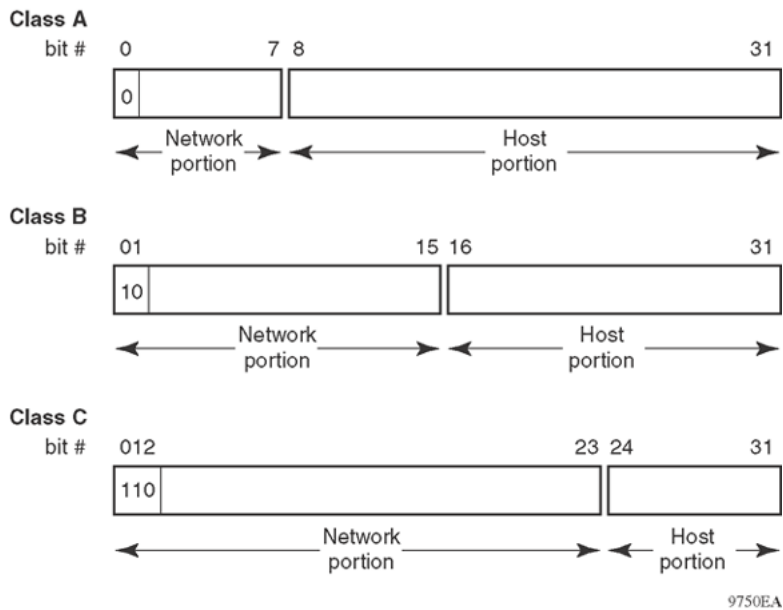 Class A
bit # 0 7 8 31
0
Network Host
portion portion
Class B
bit # 01 15 16 31
10
Network Host
portion portion
Class C
bit # 012 23 24 31
110
Network Host
portion portion
9750EA